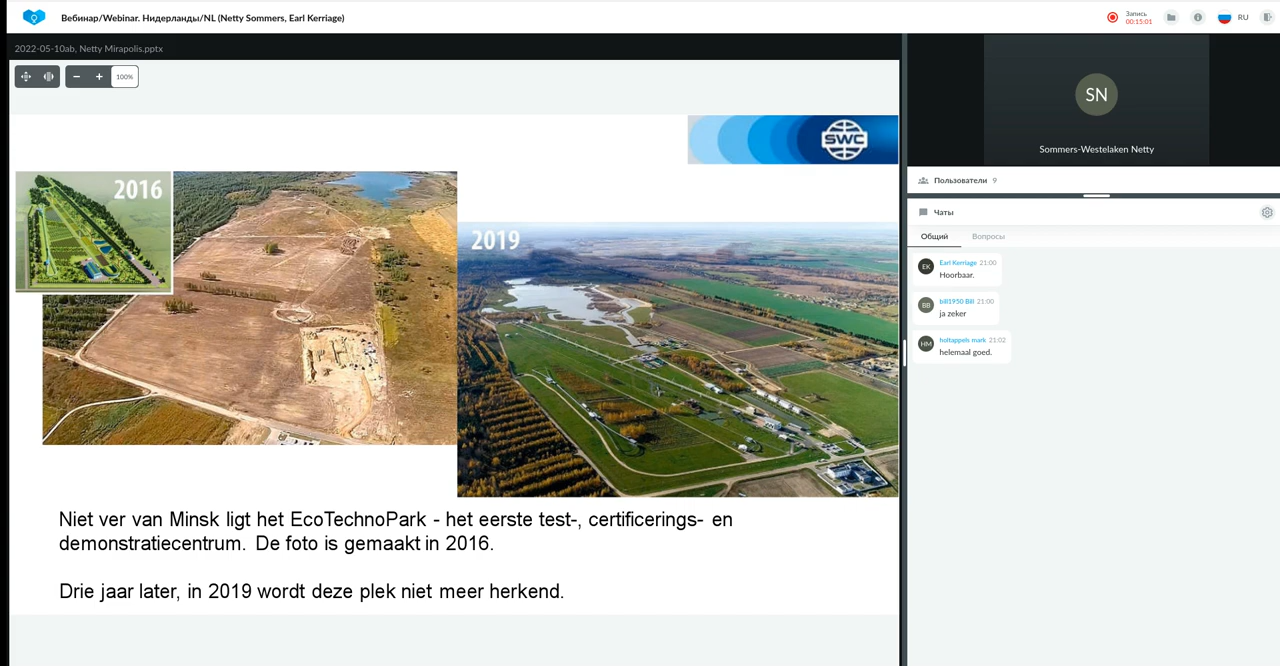 Вебинар/Webinar. Нидерланды/NL (Netty Sommers, Earl Kerriage)
Запись
00:15:01
RU
2022-05-10ab, Netty Mirapolis.pptx
100%
SWC
2016
2019
Niet ver van Minsk ligt het EcoTechnoPark - het eerste test-, certificerings- en
demonstratiecentrum. De foto is gemaakt in 2016.
Drie jaar later, in 2019 wordt deze plek niet meer herkend.
SN
Sommers-Westelaken Netty
Пользователи 9
Чаты
Общий Вопросы
EK Earl Kerriage 21:00
Hoorbaar.
BB bill1950 Bill 21:00
ja zeker
HM holtappels mark 21:02
helemaal goed.